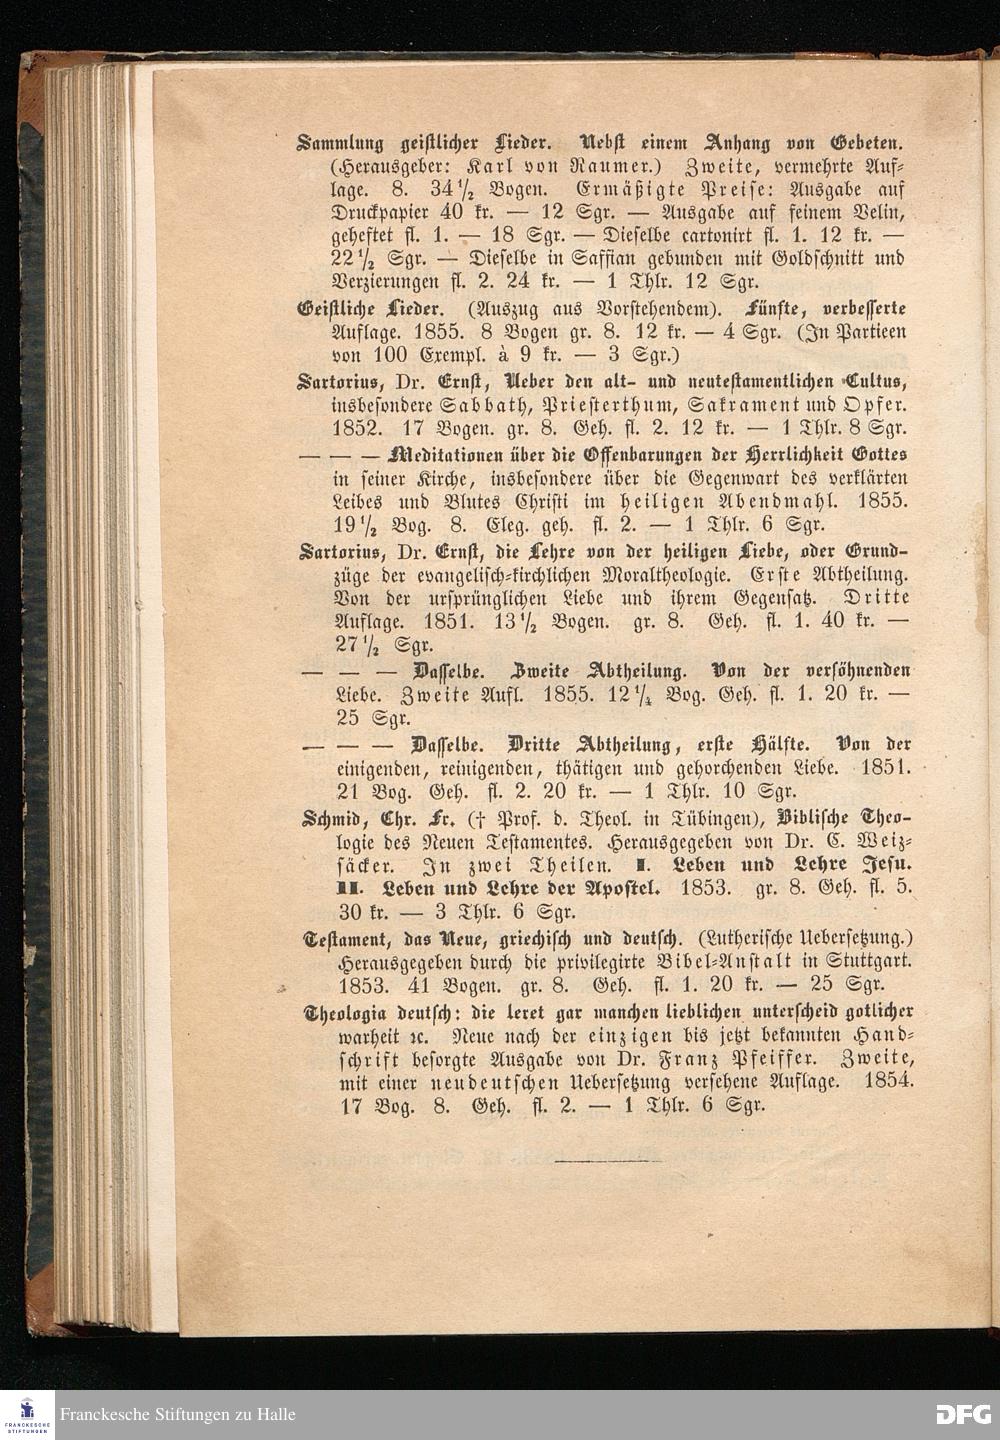 Sammlung geistlicher Lieder. Nebst einem Anhang von Gebeten.
(Herausgeber: Karl von Raumer.) Zweite, vermehrte Auf-
lage. 8. 34 1/2 Bogen. Ermäßigte Preise: Ausgabe auf
Druckpapier 40 kr. — 12 Sgr. — Ausgabe auf feinem Velin,
geheftet fl. 1. — 18 Sgr. — Dieselbe cartonirt fl. 1. 12 kr. —
22 1/2 Sgr. — Dieselbe in Saffian gebunden mit Goldschnitt und
Verzierungen fl. 2. 24 kr. — 1 Thlr. 12 Sgr.
Geistliche Lieder. (Auszug aus Vorstehendem). Fünfte, verbesserte
Auflage. 1855. 8 Bogen gr. 8. 12 kr. — 4 Sgr. (In Partieen
von 100 Exempl. à 9 kr. — 3 Sgr.)
Sartorius, Dr. Ernst, Ueber den alt- und neutestamentlichen Cultus,
insbesondere Sabbath, Priesterthum, Sakrament und Opfer.
1852. 17 Bogen. gr. 8. Geh. fl. 2. 12 kr. — 1 Thlr. 8 Sgr.
— — — Meditationen über die Offenbarungen der Herrlichkeit Gottes
in seiner Kirche, insbesondere über die Gegenwart des verklärten
Leibes und Blutes Christi im heiligen Abendmahl. 1855.
19 1/2 Bog. 8. Eleg. geh. fl. 2. — 1 Thlr. 6 Sgr.
Sartorius, Dr. Ernst, die Lehre von der heiligen Liebe, oder Grund-
züge der evangelisch-kirchlichen Moraltheologie. Erste Abtheilung.
Von der ursprünglichen Liebe und ihrem Gegensatz. Dritte
Auflage. 1851. 13 1/2 Bogen. gr. 8. Geh. fl. 1. 40 kr. —
27 1/2 Sgr.
— — — Dasselbe. Zweite Abtheilung. Von der versöhnenden
Liebe. Zweite Aufl. 1855. 12 1/4 Bog. Geh. fl. 1. 20 kr. —
25 Sgr.
— — — Dasselbe. Dritte Abtheilung, erste Hälfte. Von der
einigenden, reinigenden, thätigen und gehorchenden Liebe. 1851.
21 Bog. Geh. fl. 2. 20 kr. — 1 Thlr. 10 Sgr.
Schmid, Chr. Fr. († Prof. d. Theol. in Tübingen), Biblische Theo-
logie des Neuen Testamentes. Herausgegeben von Dr. C. Weiz-
säcker. In zwei Theilen. I. Leben und Lehre Jesu.
II. Leben und Lehre der Apostel. 1853. gr. 8. Geh. fl. 5.
30 kr. — 3 Thlr. 6 Sgr.
Testament, das Neue, griechisch und deutsch. (Lutherische Uebersetzung.)
Herausgegeben durch die privilegirte Bibel-Anstalt in Stuttgart.
1853. 41 Bogen. gr. 8. Geh. fl. 1. 20 kr. — 25 Sgr.
Theologia deutsch: die leret gar manchen lieblichen unterscheid gotlicher
warheit ꝛc. Neue nach der einzigen bis jetzt bekannten Hand-
schrift besorgte Ausgabe von Dr. Franz Pfeiffer. Zweite,
mit einer neudeutschen Uebersetzung versehene Auflage. 1854.
17 Bog. 8. Geh. fl. 2. — 1 Thlr. 6 Sgr.
FRANCKESCHE
STIFTUNGEN
Franckesche Stiftungen zu Halle
DFG